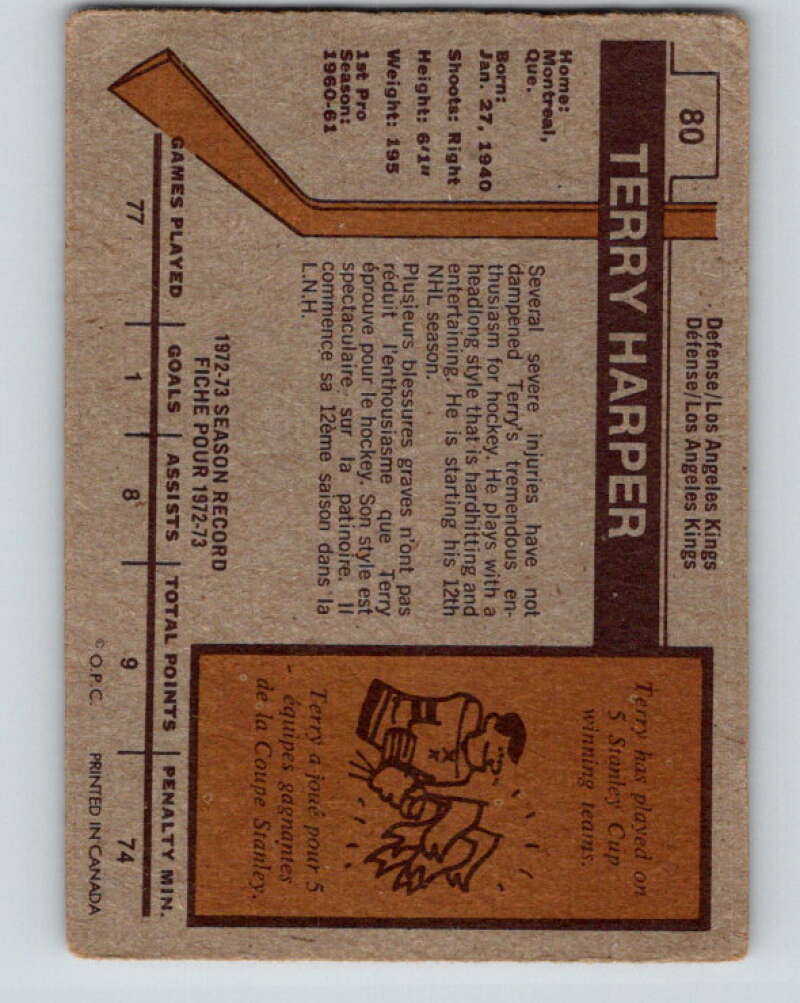 80
Defense/Los Angeles Kings
Défense/Los Angeles Kings
TERRY HARPER
Home:
Montreal,
Que.
Born:
Jan. 27, 1940
Shoots: Right
Height: 6'1"
Weight: 195
1st Pro
Season:
1960-61
Several severe injuries have not
dampened Terry's tremendous en-
thusiasm for hockey. He plays with a
headlong style that is hardhitting and
entertaining. He is starting his 12th
NHL season.
Plusieurs blessures graves n'ont pas
réduit l'enthousiasme que Terry
éprouve pour le hockey. Son style est
spectaculaire sur la patinoire. Il
commence sa 12ème saison dans la
L.N.H.
Terry has played on
5 Stanley Cup
winning teams.
Terry a joué pour 5
équipes gagnantes
de la Coupe Stanley.
1972-73 SEASON RECORD
FICHE POUR 1972-73
GAMES PLAYED GOALS ASSISTS TOTAL POINTS PENALTY MIN.
77 1 8 9 74
© O.P.C. PRINTED IN CANADA